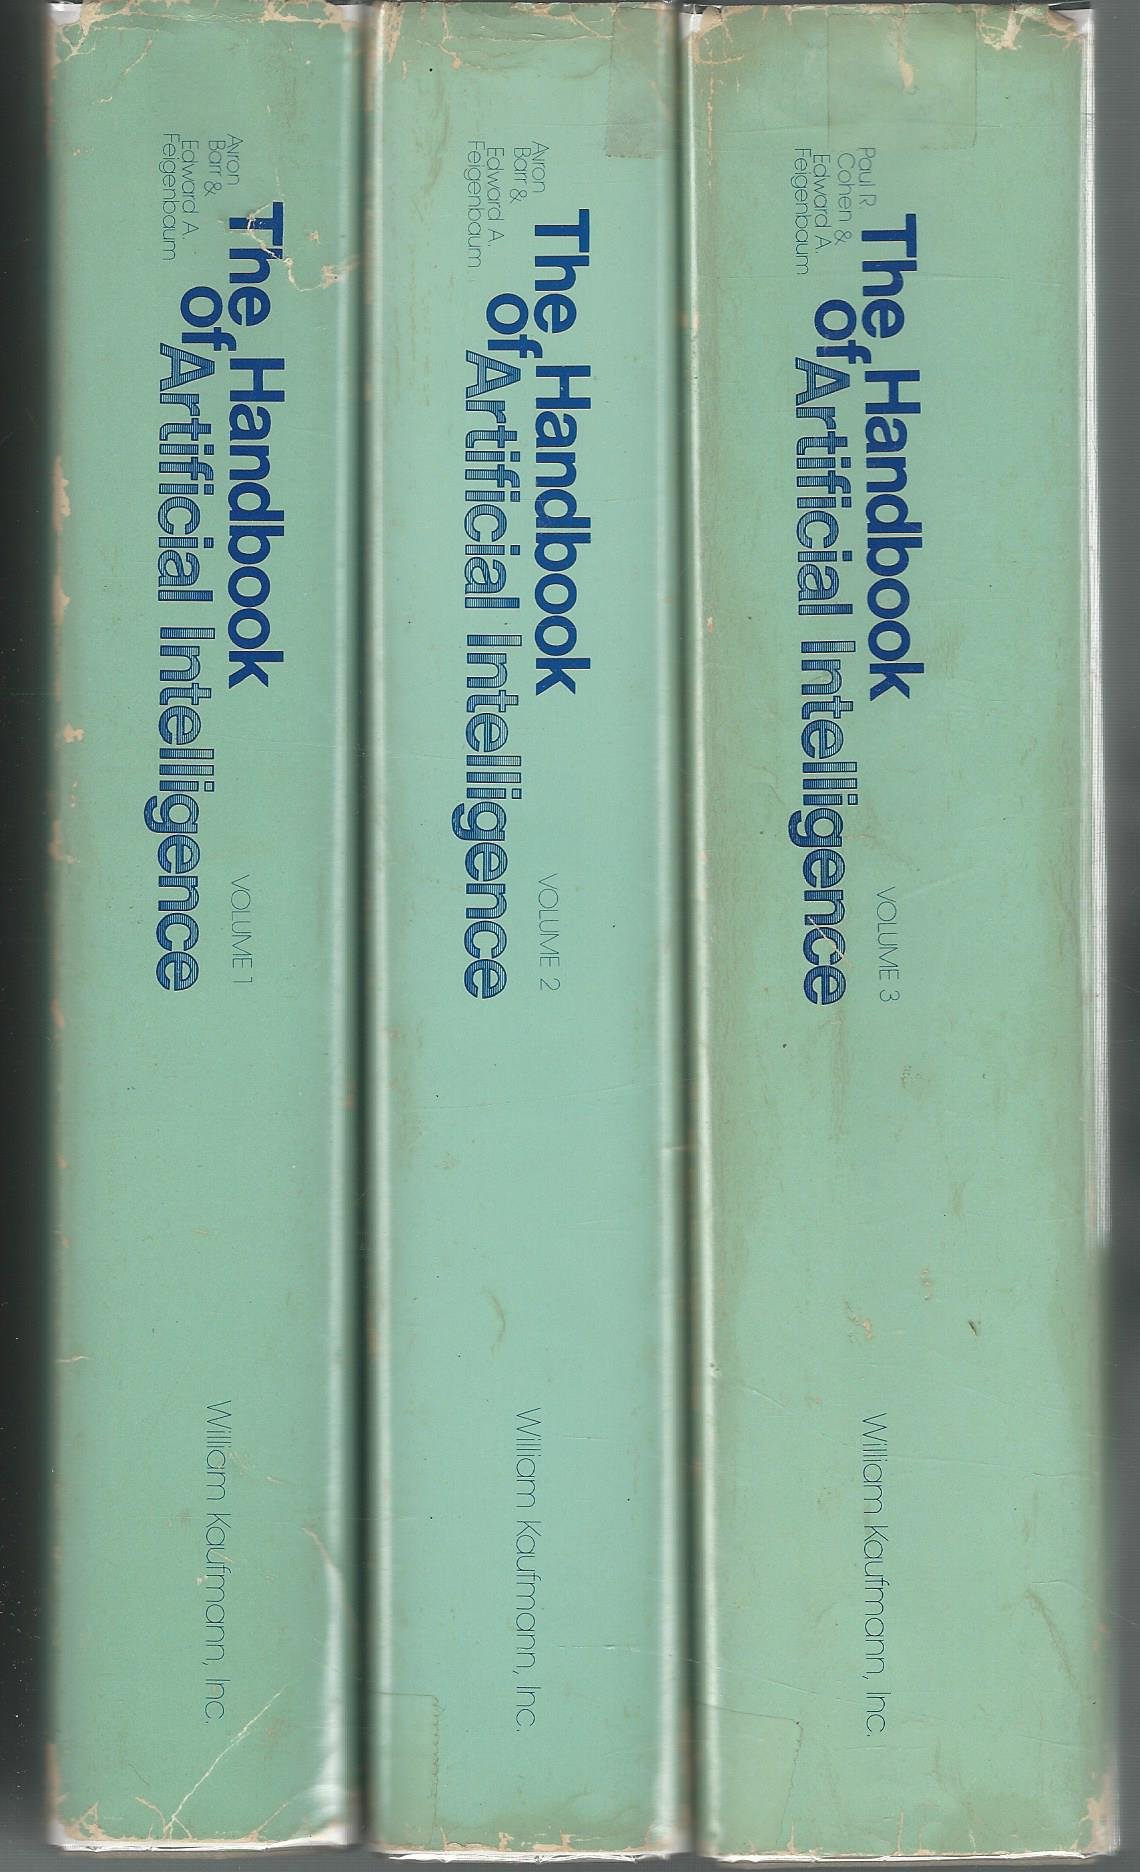 Avron
Barr &
Edward A.
Feigenbaum
The Handbook
of Artificial Intelligence
VOLUME 1
William Kaufmann, Inc.
Avron
Barr &
Edward A.
Feigenbaum
The Handbook
of Artificial Intelligence
VOLUME 2
William Kaufmann, Inc.
Paul R.
Cohen &
Edward A.
Feigenbaum
The Handbook
of Artificial Intelligence
VOLUME 3
William Kaufmann, Inc.